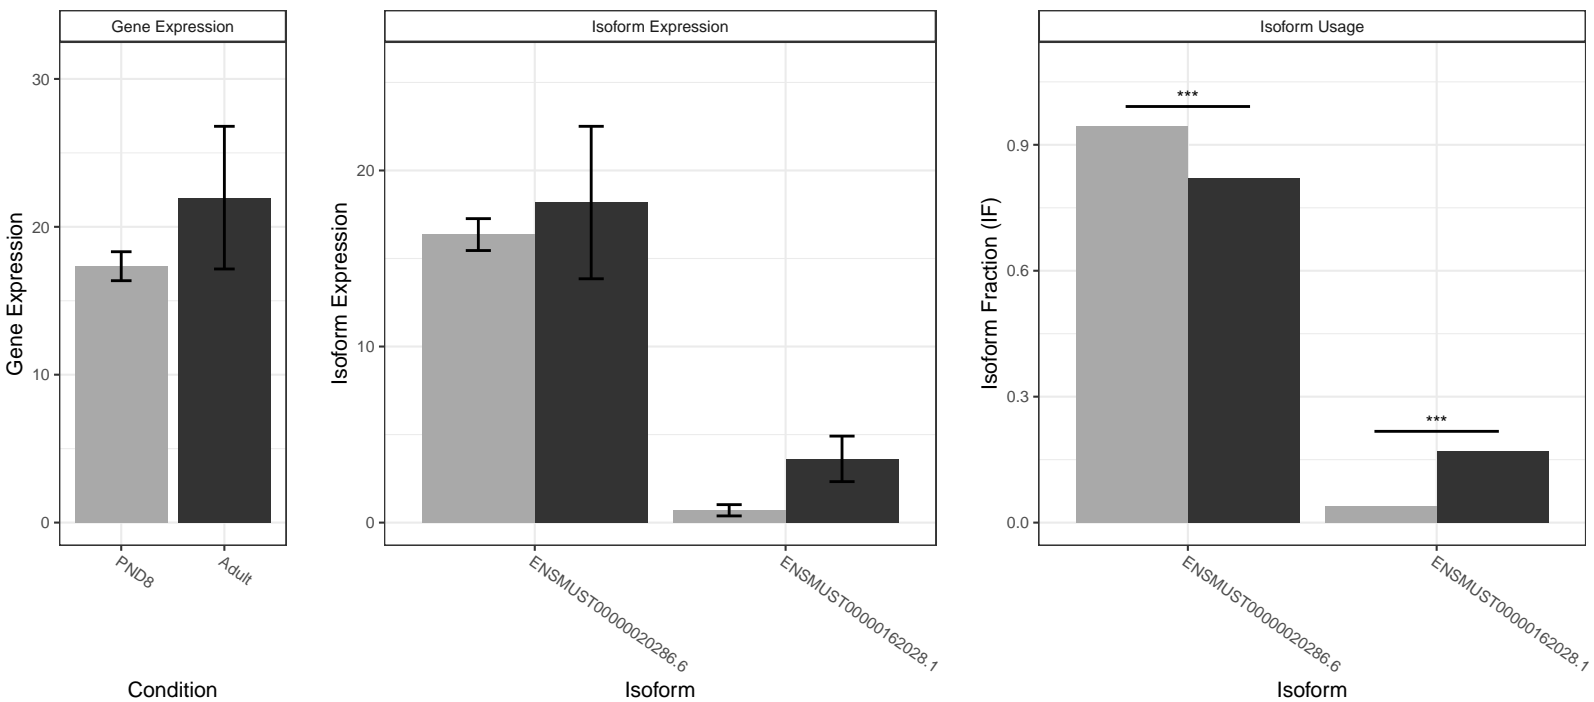 Gene Expression
Isoform Expression
Isoform Usage
Gene Expression
30
20
10
0
PND8
Adult
Condition
Isoform Expression
20
10
0
ENSMUST00000020286.6
ENSMUST00000162028.1
Isoform
Isoform Fraction (IF)
0.9
0.6
0.3
0.0
***
***
ENSMUST00000020286.6
ENSMUST00000162028.1
Isoform